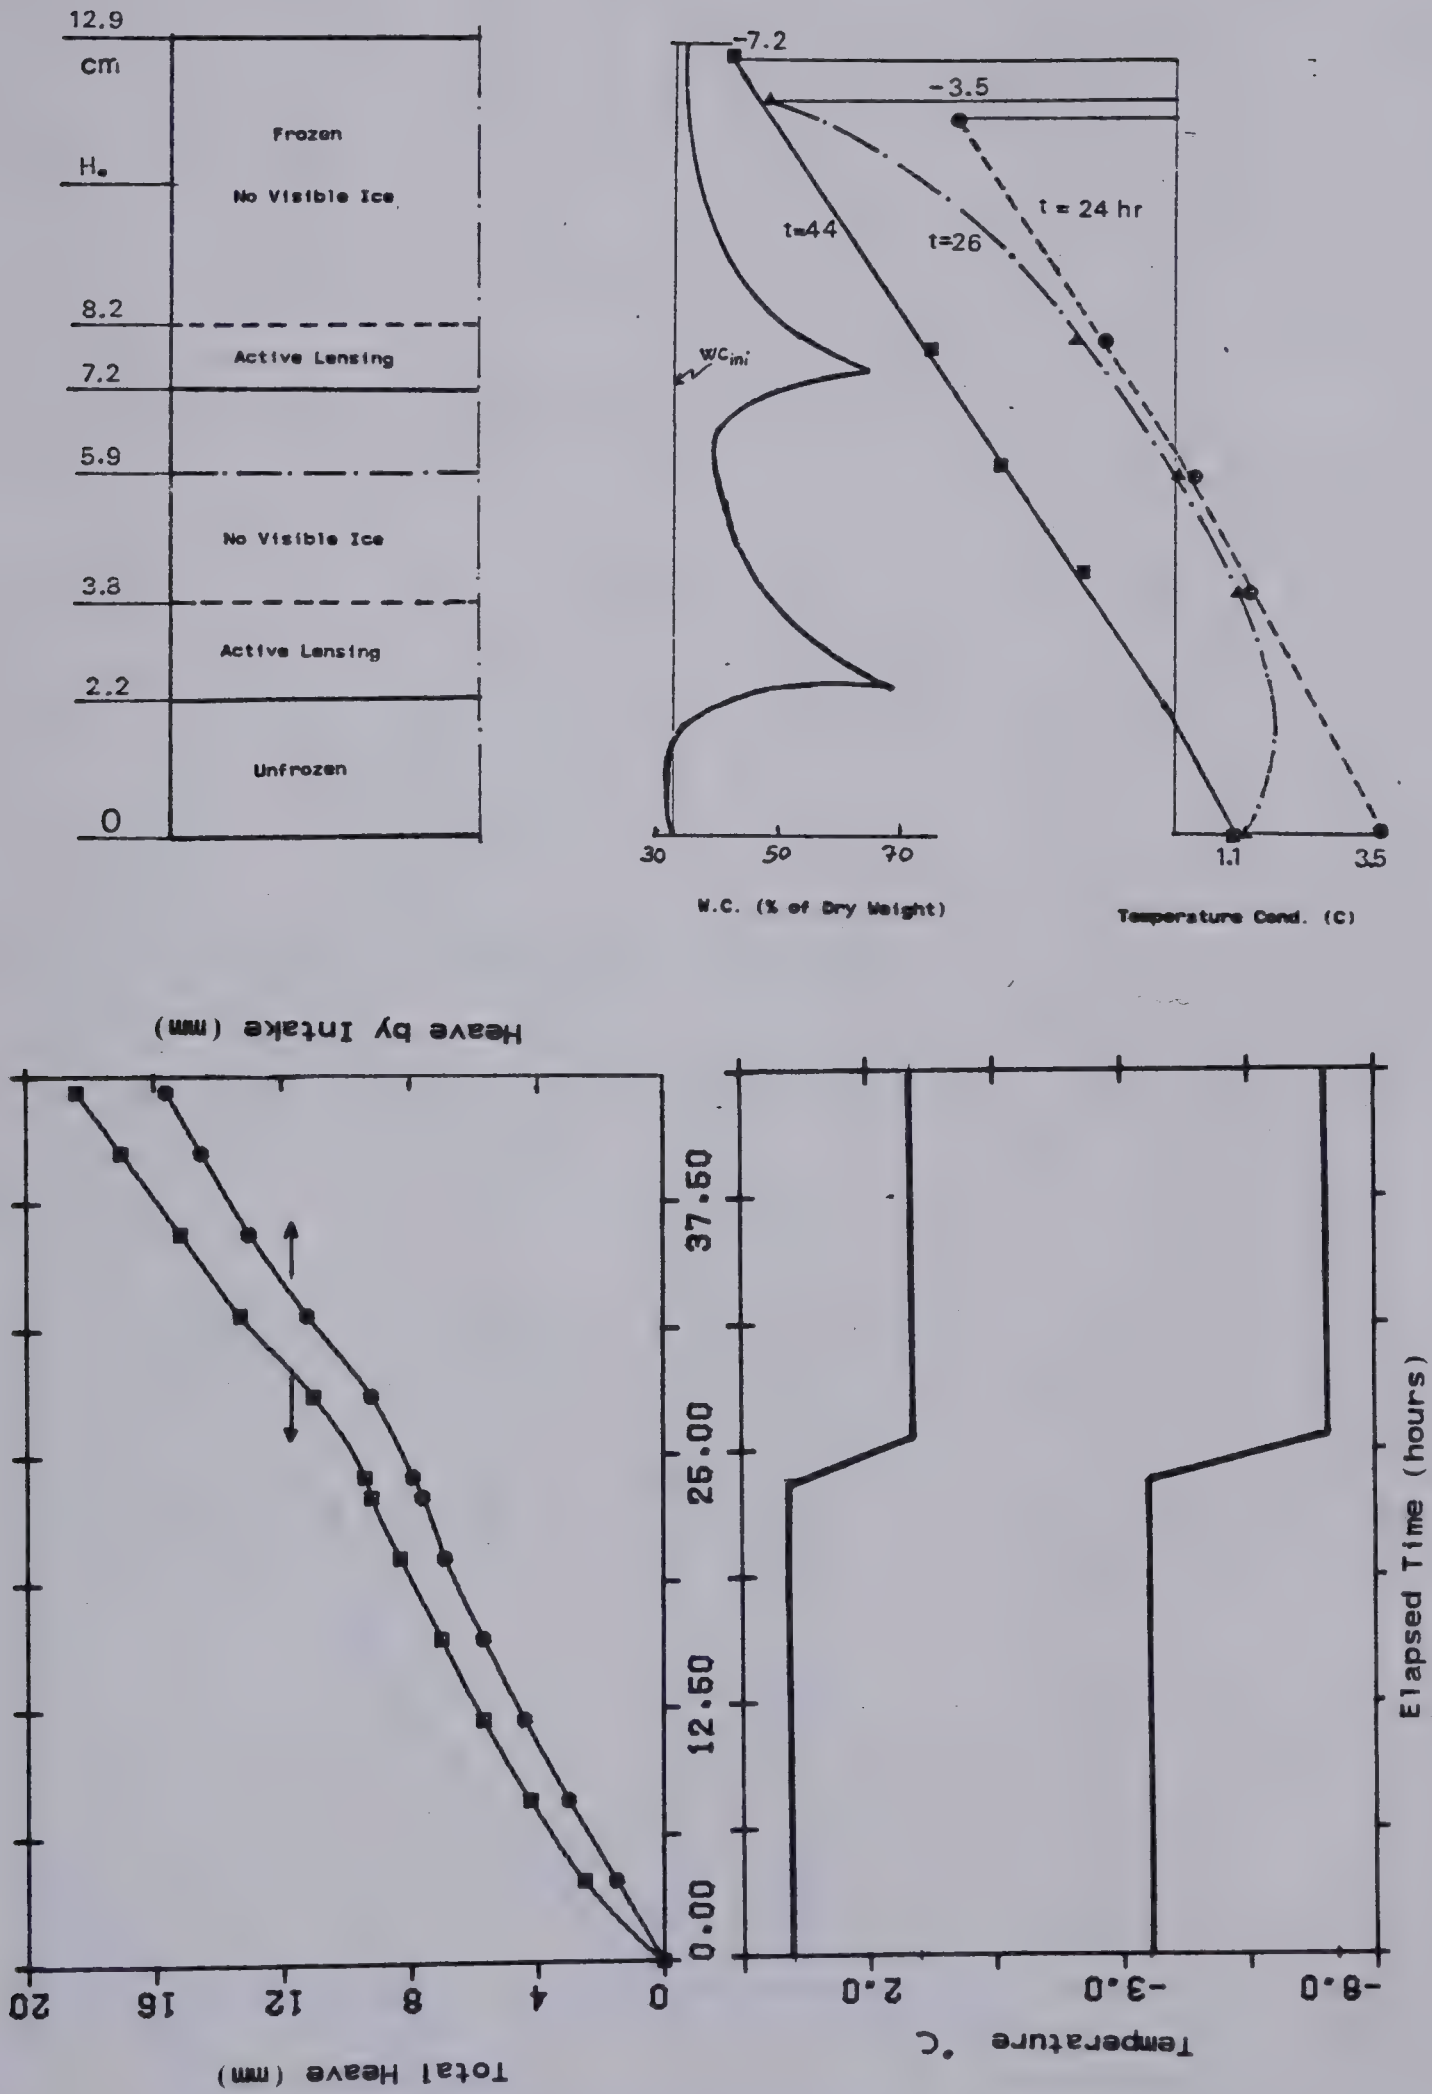 12.9
cm
Frozen
H.
No Visible Ice
8.2
Active Lensing
7.2
5.9
No Visible Ice
3.8
Active Lensing
2.2
Unfrozen
0
-7.2
-3.5
t = 24 hr
t=44
t=26
WCini
30 50 70
W.C. (% of Dry Weight)
1.1 3.5
Temperature Cond. (C)
Heave by Intake (mm)
0.00 12.50 25.00 37.50
20 16 12 8 4 0
Total Heave (mm)
2.0 -3.0 -8.0
Temperature °C
Elapsed Time (hours)